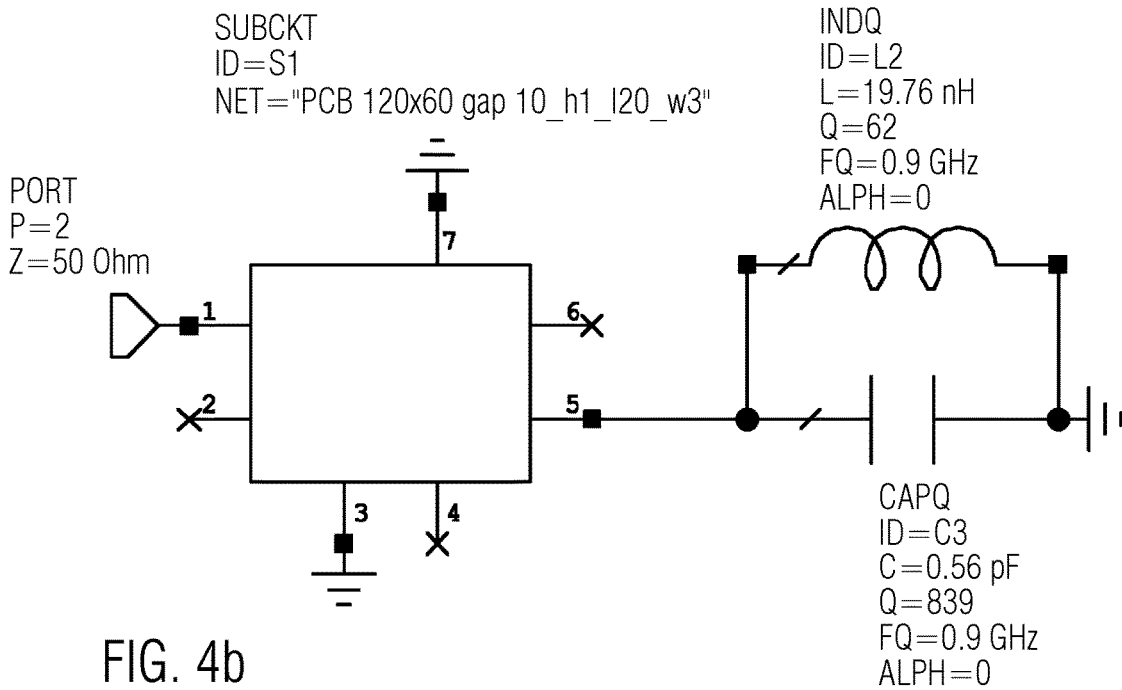 SUBCKT
ID=S1
NET="PCB 120x60 gap 10_h1_l20_w3"
INDQ
ID=L2
L=19.76 nH
Q=62
FQ=0.9 GHz
ALPH=0
PORT
P=2
Z=50 Ohm
7
1
6
2
5
3
4
CAPQ
ID=C3
C=0.56 pF
Q=839
FQ=0.9 GHz
ALPH=0
FIG. 4b